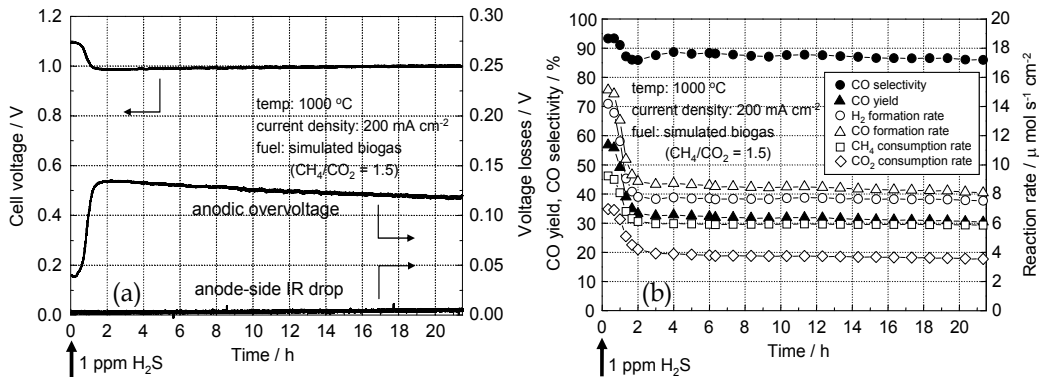 (a)
Cell voltage / V
1.2
1.0
0.8
0.6
0.4
0.2
0.0
0.30
0.25
0.20
0.15
0.10
0.05
0.00
Voltage losses / V
temp: 1000 ºC
current density: 200 mA cm-2
fuel: simulated biogas
(CH4/CO2 = 1.5)
anodic overvoltage
anode-side IR drop
0 2 4 6 8 10 12 14 16 18 20
Time / h
1 ppm H2S
(b)
CO yield, CO selectivity / %
100
90
80
70
60
50
40
30
20
10
0
20
18
16
14
12
10
8
6
4
2
0
Reaction rate / μ mol s-1 cm-2
temp: 1000 ºC
current density: 200 mA cm-2
fuel: simulated biogas
(CH4/CO2 = 1.5)
CO selectivity
CO yield
H2 formation rate
CO formation rate
CH4 consumption rate
CO2 consumption rate
0 2 4 6 8 10 12 14 16 18 20
Time / h
1 ppm H2S